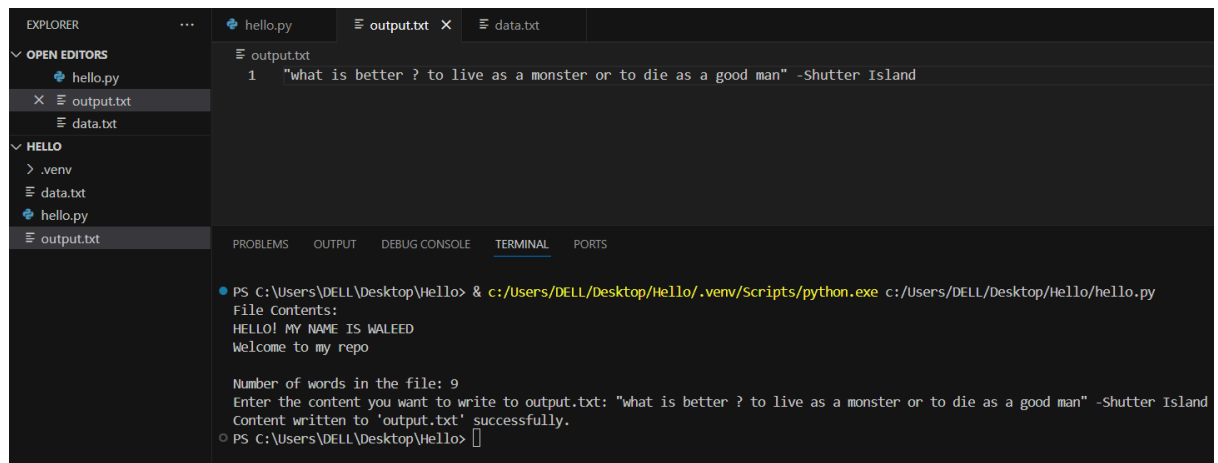 EXPLORER ...
OPEN EDITORS
hello.py
output.txt
data.txt
HELLO
.venv
data.txt
hello.py
output.txt
hello.py output.txt data.txt
output.txt
1 "what is better ? to live as a monster or to die as a good man" -Shutter Island
PROBLEMS OUTPUT DEBUG CONSOLE TERMINAL PORTS
PS C:\Users\DELL\Desktop\Hello> & c:/Users/DELL/Desktop/Hello/.venv/Scripts/python.exe c:/Users/DELL/Desktop/Hello/hello.py
File Contents:
HELLO! MY NAME IS WALEED
Welcome to my repo
Number of words in the file: 9
Enter the content you want to write to output.txt: "what is better ? to live as a monster or to die as a good man" -Shutter Island
Content written to 'output.txt' successfully.
PS C:\Users\DELL\Desktop\Hello>